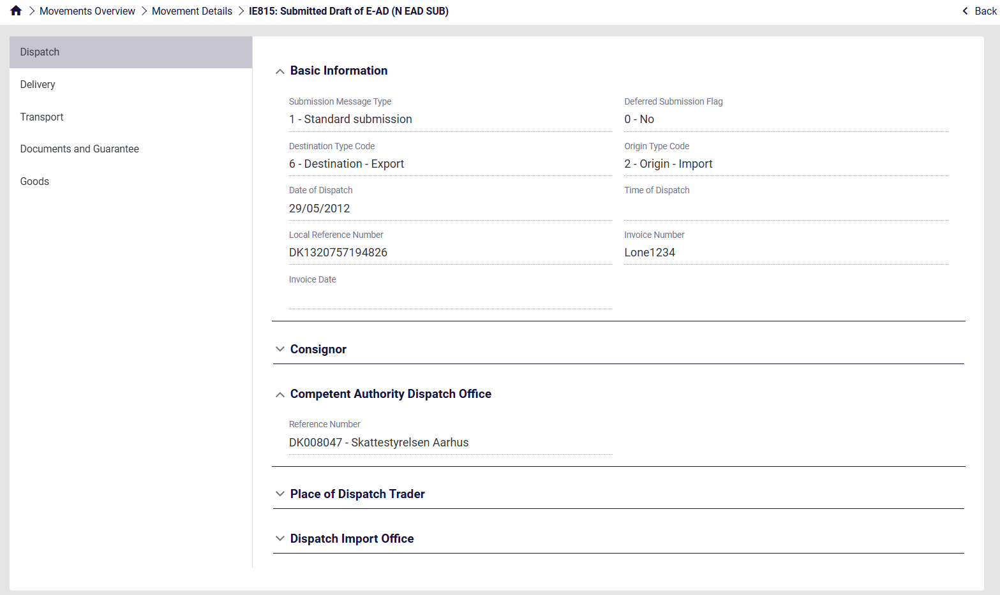 Movements Overview Movement Details IE815: Submitted Draft of E-AD (N EAD SUB) Back
Dispatch
Delivery
Transport
Documents and Guarantee
Goods
Basic Information
Submission Message Type Deferred Submission Flag
1 - Standard submission 0 - No
Destination Type Code Origin Type Code
6 - Destination - Export 2 - Origin - Import
Date of Dispatch Time of Dispatch
29/05/2012
Local Reference Number Invoice Number
DK1320757194826 Lone1234
Invoice Date
Consignor
Competent Authority Dispatch Office
Reference Number
DK008047 - Skattestyrelsen Aarhus
Place of Dispatch Trader
Dispatch Import Office